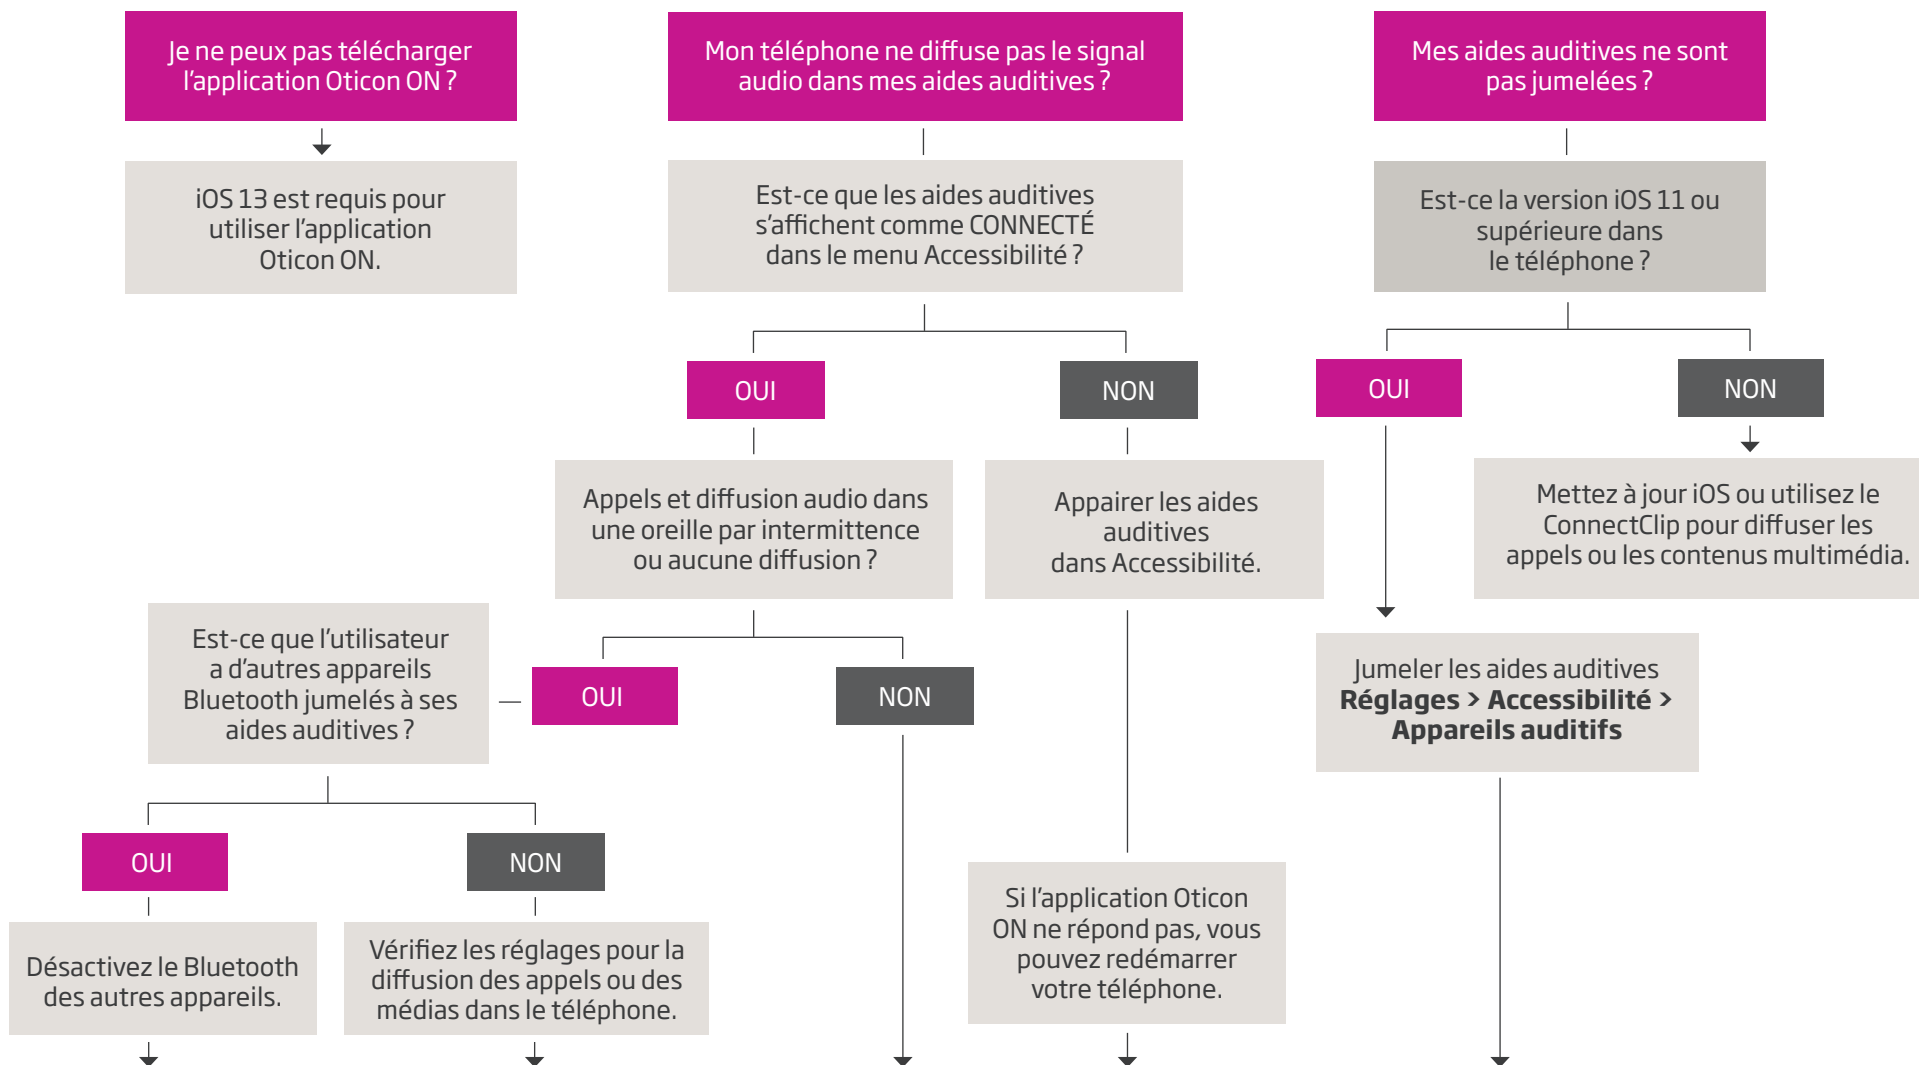 Je ne peux pas télécharger
l'application Oticon ON ?
iOS 13 est requis pour
utiliser l'application
Oticon ON.
Mon téléphone ne diffuse pas le signal
audio dans mes aides auditives ?
Est-ce que les aides auditives
s'affichent comme CONNECTÉ
dans le menu Accessibilité ?
OUI
NON
Appels et diffusion audio dans
une oreille par intermittence
ou aucune diffusion ?
Appairer les aides
auditives
dans Accessibilité.
Est-ce que l'utilisateur
a d'autres appareils
Bluetooth jumelés à ses
aides auditives ?
OUI
NON
OUI
NON
Désactivez le Bluetooth
des autres appareils.
Vérifiez les réglages pour la
diffusion des appels ou des
médias dans le téléphone.
Si l'application Oticon
ON ne répond pas, vous
pouvez redémarrer
votre téléphone.
Mes aides auditives ne sont
pas jumelées ?
Est-ce la version iOS 11 ou
supérieure dans
le téléphone ?
OUI
NON
Mettez à jour iOS ou utilisez le
ConnectClip pour diffuser les
appels ou les contenus multimédia.
Jumeler les aides auditives
Réglages > Accessibilité >
Appareils auditifs